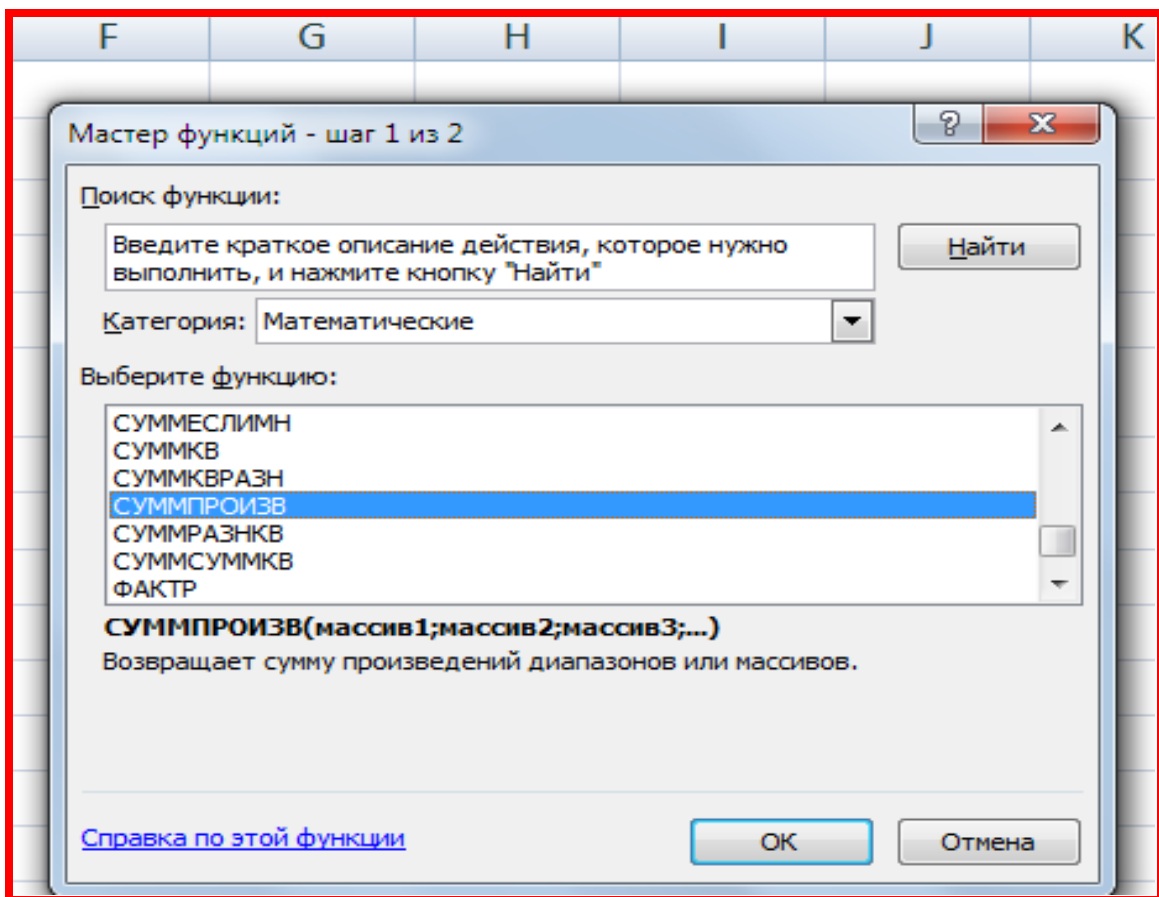 F G H I J K
Мастер функций - шаг 1 из 2
Поиск функции:
Введите краткое описание действия, которое нужно
выполнить, и нажмите кнопку "Найти"
Найти
Категория: Математические
Выберите функцию:
СУММЕСЛИМН
СУММКВ
СУММКВРАЗН
СУММПРОИЗВ
СУММРАЗНКВ
СУММСУММКВ
ФАКТР
СУММПРОИЗВ(массив1;массив2;массив3;...)
Возвращает сумму произведений диапазонов или массивов.
Справка по этой функции
ОК
Отмена